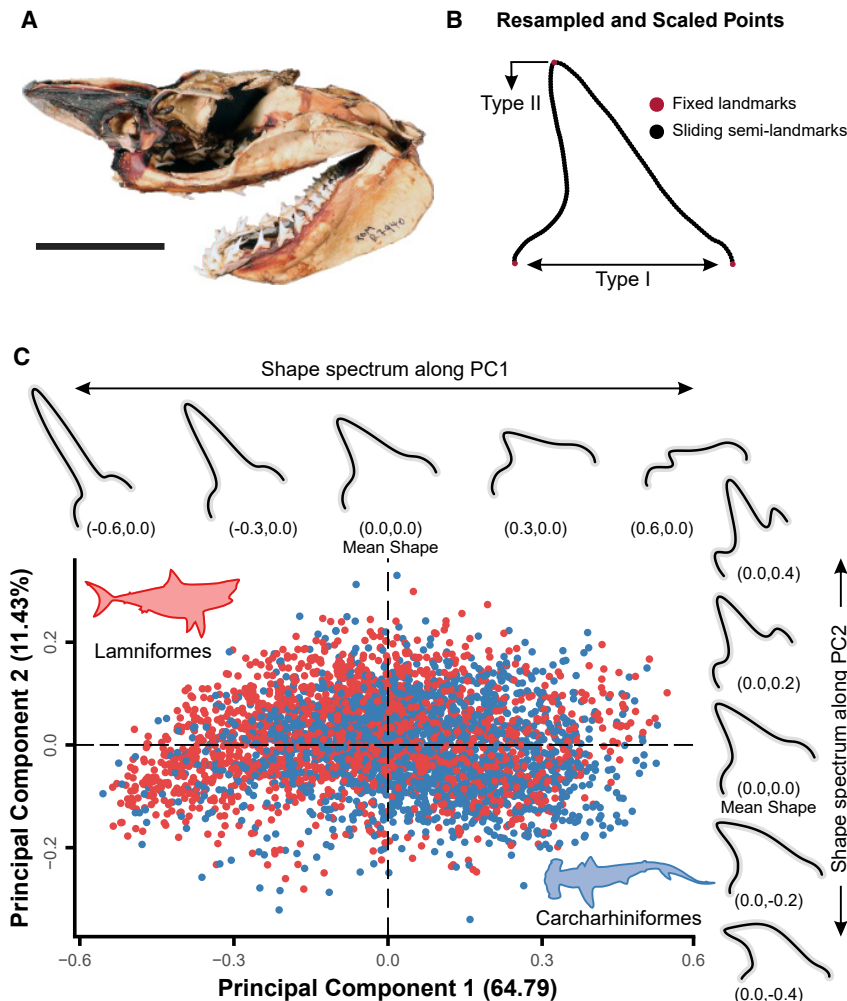 A
B
Resampled and Scaled Points
Type II
Fixed landmarks
Sliding semi-landmarks
Type I
C
Shape spectrum along PC1
(-0.6,0.0)
(-0.3,0.0)
(0.0,0.0)
Mean Shape
(0.3,0.0)
(0.6,0.0)
(0.0,0.4)
(0.0,0.2)
(0.0,0.0)
Mean Shape
(0.0,-0.2)
(0.0,-0.4)
Shape spectrum along PC2
Lamniformes
Carcharhiniformes
Principal Component 2 (11.43%)
0.2
0.0
−0.2
−0.6
−0.3
0.0
0.3
0.6
Principal Component 1 (64.79)